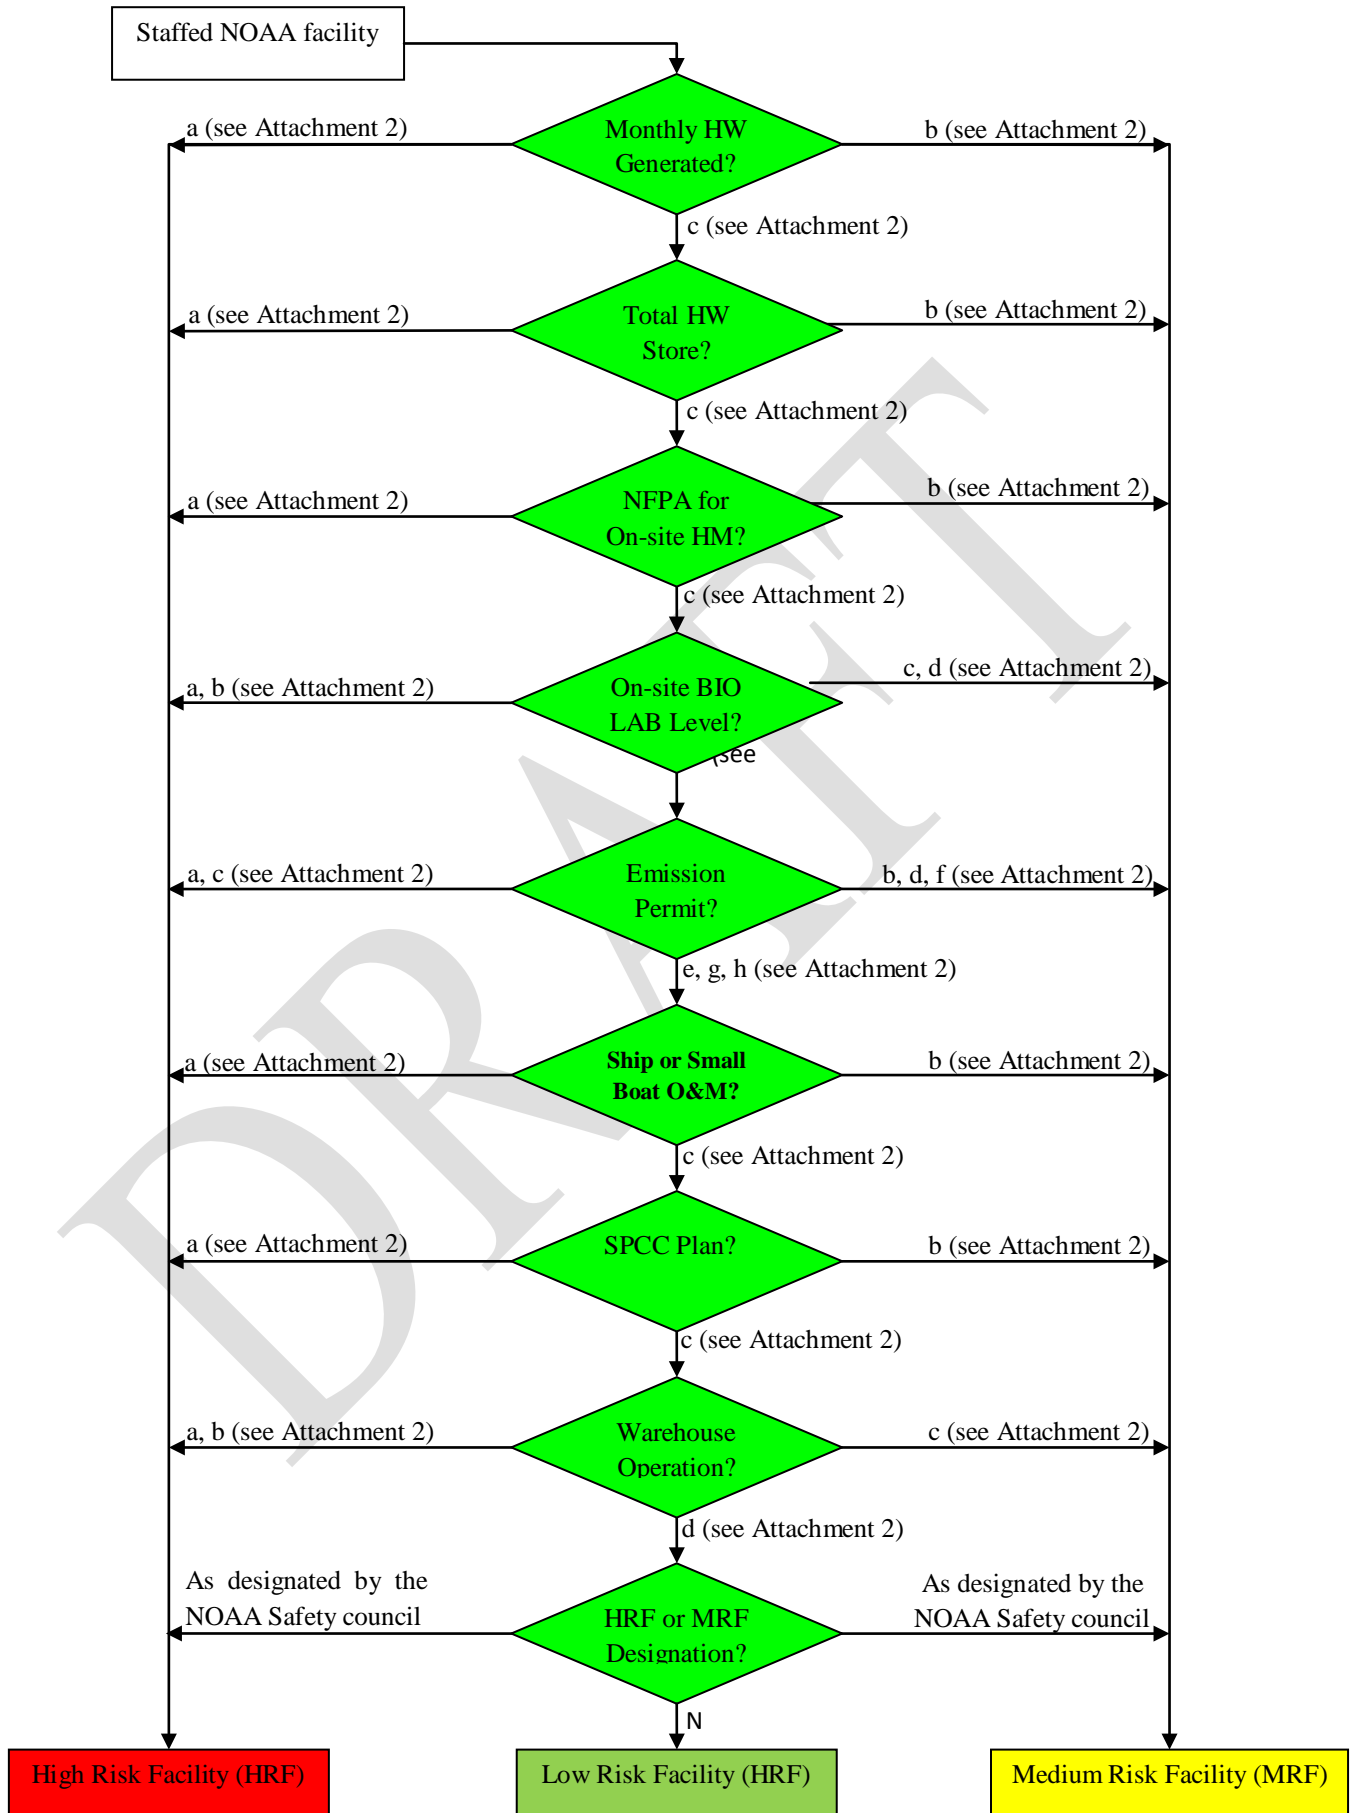 Staffed NOAA facility
Monthly HW
Generated?
a (see Attachment 2)
b (see Attachment 2)
c (see Attachment 2)
Total HW
Store?
a (see Attachment 2)
b (see Attachment 2)
c (see Attachment 2)
NFPA for
On-site HM?
a (see Attachment 2)
b (see Attachment 2)
c (see Attachment 2)
On-site BIO
LAB Level?
a, b (see Attachment 2)
c, d (see Attachment 2)
(see
Emission
Permit?
a, c (see Attachment 2)
b, d, f (see Attachment 2)
e, g, h (see Attachment 2)
Ship or Small
Boat O&M?
a (see Attachment 2)
b (see Attachment 2)
c (see Attachment 2)
SPCC Plan?
a (see Attachment 2)
b (see Attachment 2)
c (see Attachment 2)
Warehouse
Operation?
a, b (see Attachment 2)
c (see Attachment 2)
d (see Attachment 2)
As designated by the
NOAA Safety council
HRF or MRF
Designation?
As designated by the
NOAA Safety council
N
High Risk Facility (HRF)
Low Risk Facility (HRF)
Medium Risk Facility (MRF)
DRAFT